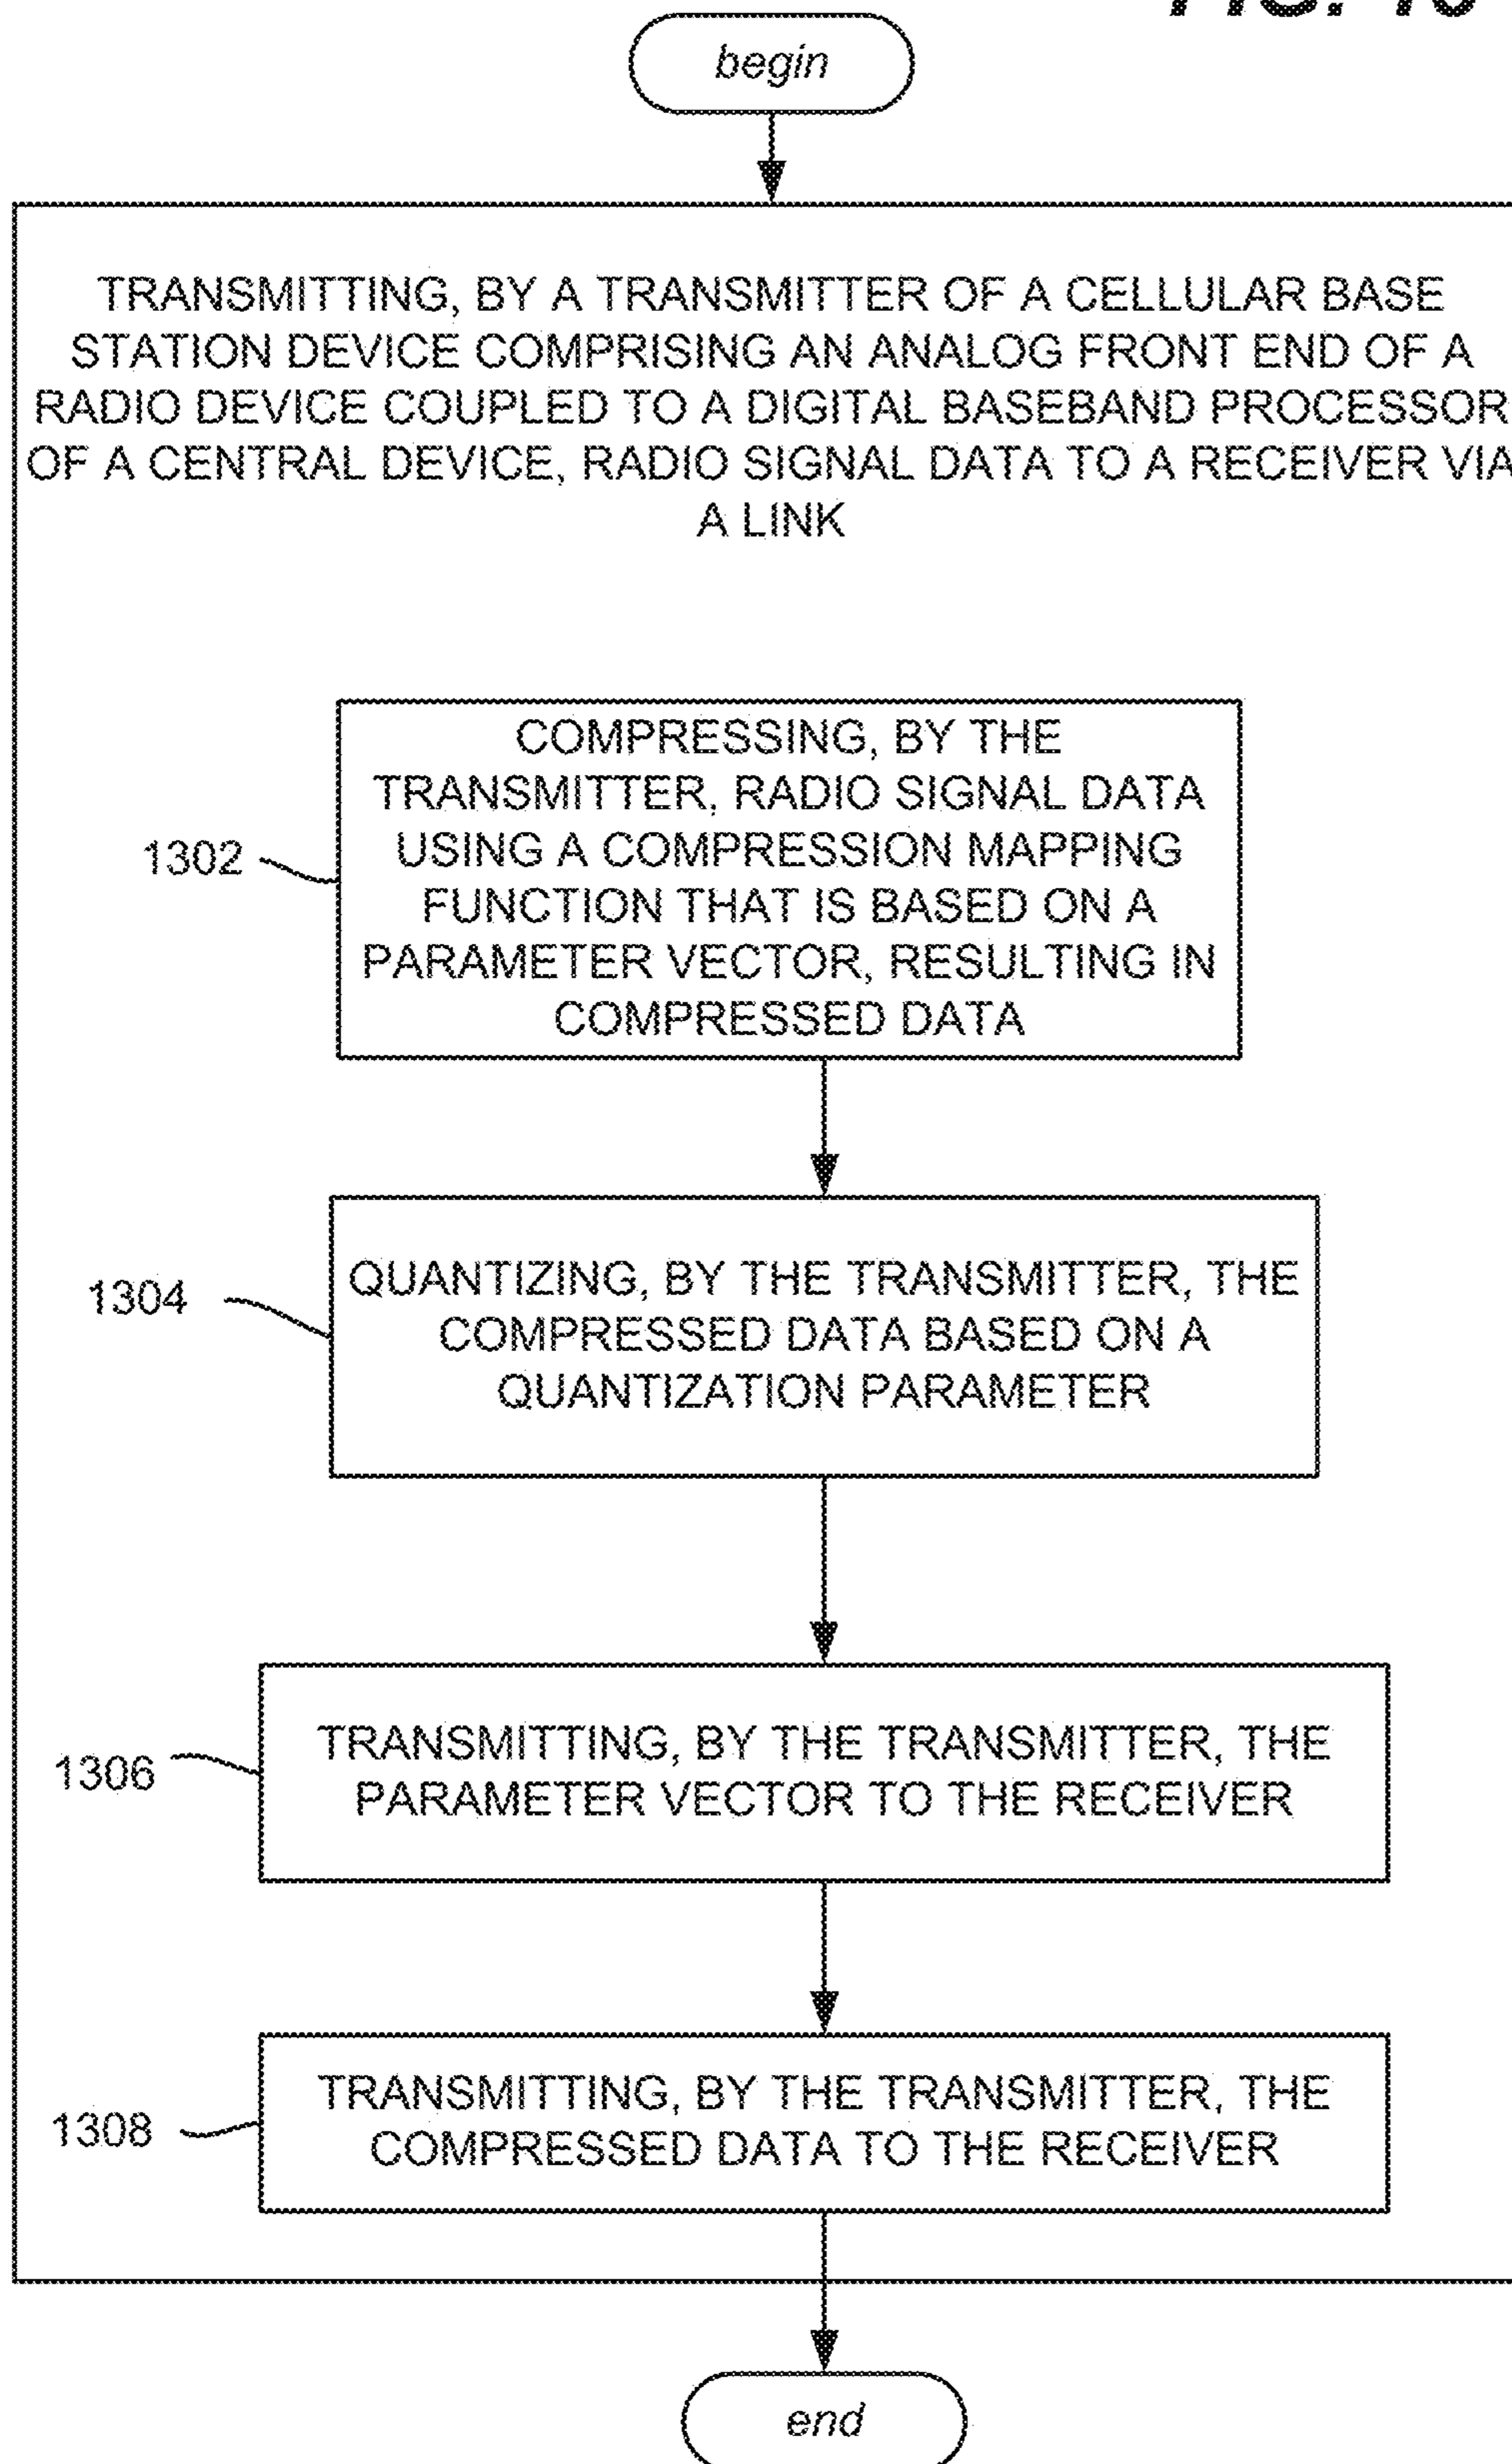 begin
TRANSMITTING, BY A TRANSMITTER OF A CELLULAR BASE
STATION DEVICE COMPRISING AN ANALOG FRONT END OF A
RADIO DEVICE COUPLED TO A DIGITAL BASEBAND PROCESSOR
OF A CENTRAL DEVICE, RADIO SIGNAL DATA TO A RECEIVER VIA
A LINK
1302
COMPRESSING, BY THE
TRANSMITTER, RADIO SIGNAL DATA
USING A COMPRESSION MAPPING
FUNCTION THAT IS BASED ON A
PARAMETER VECTOR, RESULTING IN
COMPRESSED DATA
1304
QUANTIZING, BY THE TRANSMITTER, THE
COMPRESSED DATA BASED ON A
QUANTIZATION PARAMETER
1306
TRANSMITTING, BY THE TRANSMITTER, THE
PARAMETER VECTOR TO THE RECEIVER
1308
TRANSMITTING, BY THE TRANSMITTER, THE
COMPRESSED DATA TO THE RECEIVER
end